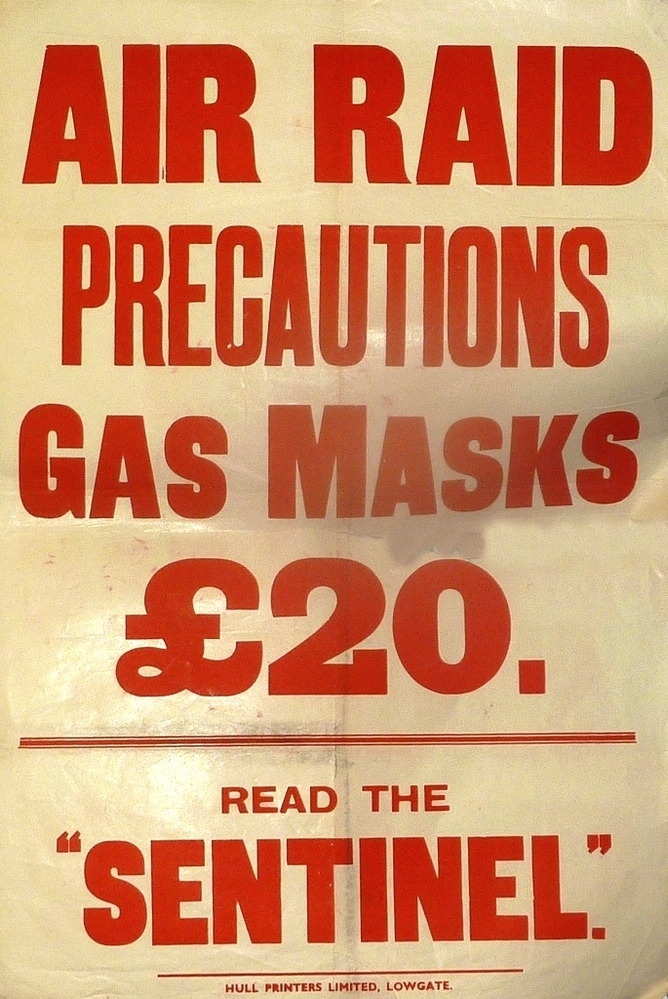 AIR RAID
PRECAUTIONS
GAS MASKS
£20.
READ THE
“SENTINEL.”
HULL PRINTERS LIMITED, LOWGATE.